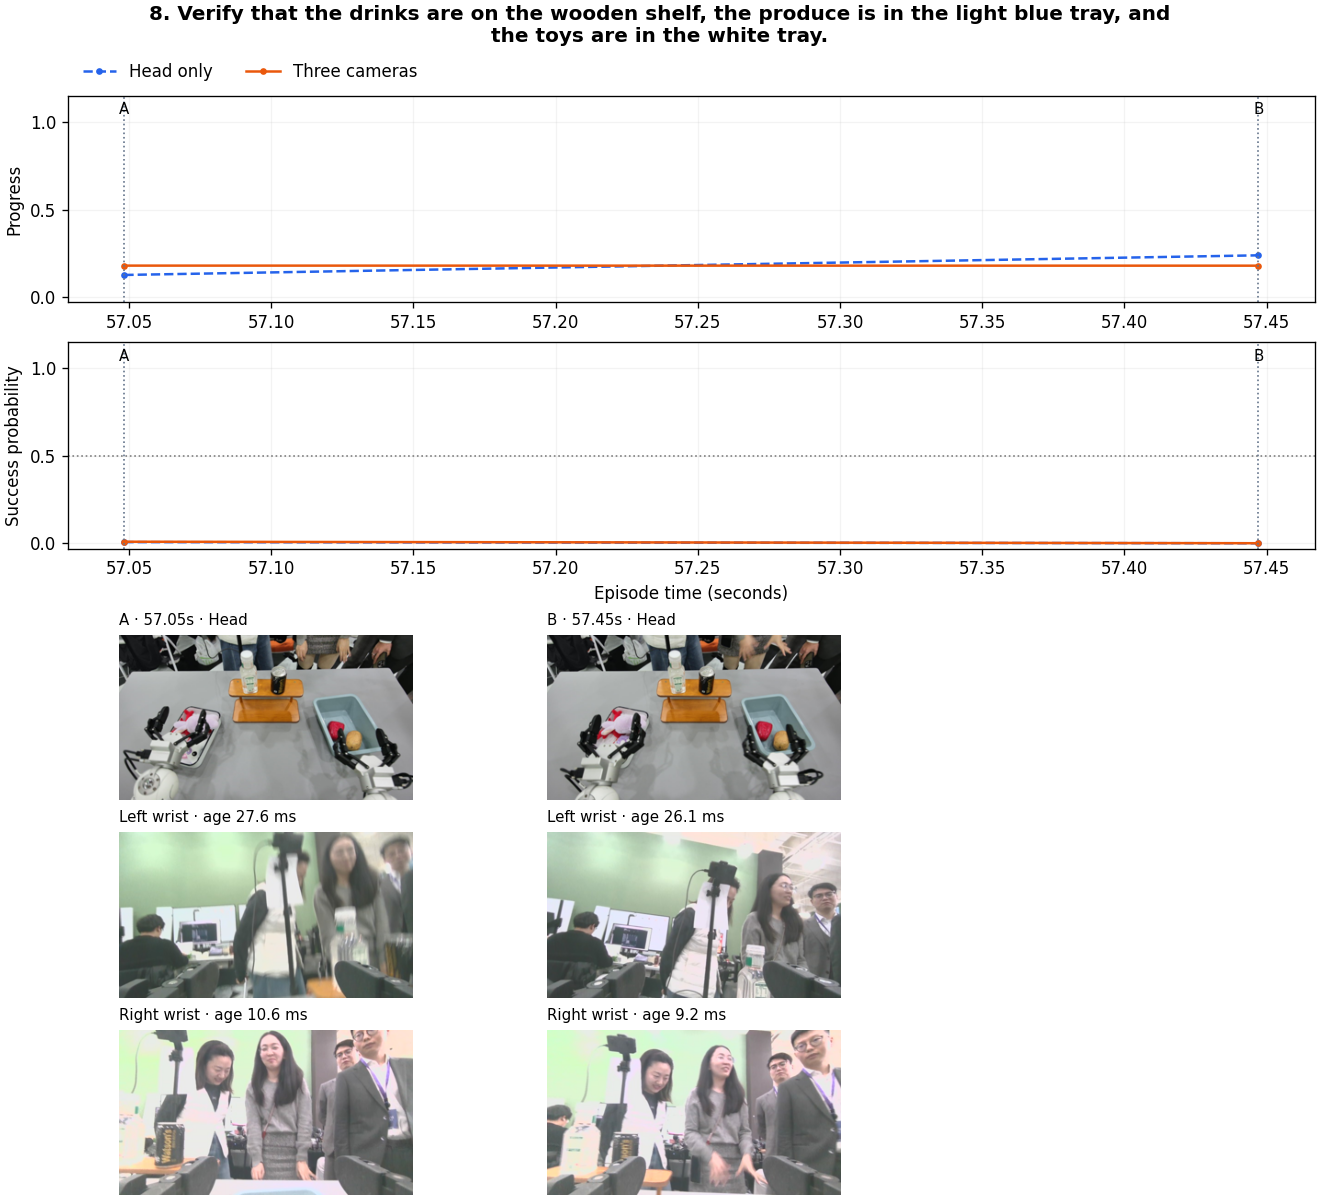 8. Verify that the drinks are on the wooden shelf, the produce is in the light blue tray, and
the toys are in the white tray.
Head only
Three cameras
A
B
1.0
0.5
0.0
Progress
57.05
57.10
57.15
57.20
57.25
57.30
57.35
57.40
57.45
A
B
1.0
0.5
0.0
Success probability
57.05
57.10
57.15
57.20
57.25
57.30
57.35
57.40
57.45
Episode time (seconds)
A · 57.05s · Head
B · 57.45s · Head
Left wrist · age 27.6 ms
Left wrist · age 26.1 ms
Right wrist · age 10.6 ms
Right wrist · age 9.2 ms
Watson's